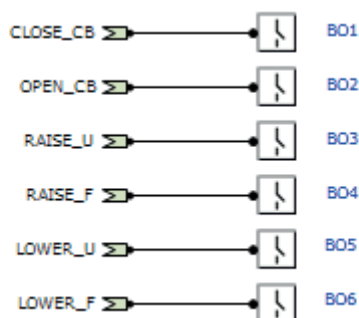 CLOSE_CB BO1
OPEN_CB BO2
RAISE_U BO3
RAISE_F BO4
LOWER_U BO5
LOWER_F BO6